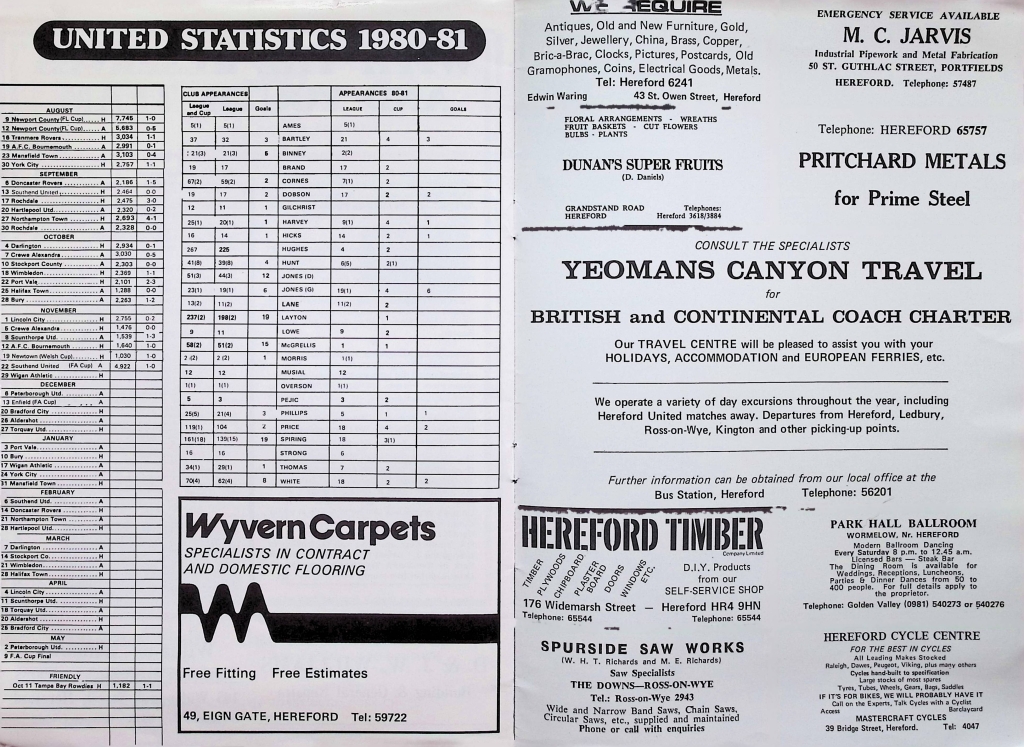 UNITED STATISTICS 1980-81
AUGUST
9 Newport County (FL Cup) .. H 7,745 1-0
12 Newport County (FL Cup) .. A 5,683 0-5
16 Tranmere Rovers ........ H 3,034 1-1
19 A.F.C. Bournemouth ...... A 2,991 0-1
23 Mansfield Town ............ A 3,103 0-4
30 York City ................. H 2,757 1-1
SEPTEMBER
6 Doncaster Rovers ......... A 2,186 1-5
13 Southend United ........... H 2,464 0-0
17 Rochdale .................. H 2,475 3-0
20 Hartlepool Utd. ............ A 2,320 0-2
27 Northampton Town ......... H 2,693 4-1
30 Rochdale .................. A 2,328 0-0
OCTOBER
4 Darlington ................. H 2,934 0-1
7 Crewe Alexandra ........... A 3,030 0-5
10 Stockport County .......... A 2,303 0-0
18 Wimbledon ................ H 2,369 1-1
22 Port Vale .................. H 2,101 2-3
25 Halifax Town .............. A 1,288 0-0
28 Bury ...................... A 2,263 1-2
NOVEMBER
1 Lincoln City ............... H 2,755 0-2
5 Crewe Alexandra ........... H 1,476 0-0
8 Scunthorpe Utd. ........... A 1,539 1-3
12 A.F.C. Bournemouth ....... H 1,640 1-0
19 Newtown (Welsh Cup) ...... H 1,030 1-0
22 Southend United (FA Cup) A 4,922 1-0
29 Wigan Athletic ............ H
DECEMBER
6 Peterborough Utd. ......... A
13 Enfield (FA Cup) A
20 Bradford City ............. H
26 Aldershot ................. A
27 Torquay Utd. .............. H
JANUARY
3 Port Vale .................. A
10 Bury ...................... H
17 Wigan Athletic ............ A
24 York City ................. A
31 Mansfield Town ............ H
FEBRUARY
6 Southend Utd. ............. A
14 Doncaster Rovers .......... H
21 Northampton Town ........ A
28 Hartlepool Utd. ........... H
MARCH
7 Darlington ................. A
14 Stockport Co. ............. H
21 Wimbledon ................ A
28 Halifax Town .............. H
APRIL
4 Lincoln City ............... A
11 Scunthorpe Utd. ........... H
18 Torquay Utd. .............. A
20 Aldershot ................. H
25 Bradford City ............. A
MAY
2 Peterborough Utd. ......... H
9 F.A. Cup Final
FRIENDLY
Oct 11 Tampa Bay Rowdies H 1,182 1-1
CLUB APPEARANCES APPEARANCES 80-81
League and Cup League Goals LEAGUE CUP GOALS
5(1) 5(1) AMES 5(1)
37 32 3 BARTLEY 21 4 3
21(3) 21(3) 6 BINNEY 2(2)
19 17 BRAND 17 2
67(2) 59(2) 2 CORNES 7(1) 2
19 17 2 DOBSON 17 2 2
12 11 1 GILCHRIST
25(1) 20(1) 1 HARVEY 9(1) 4 1
16 14 1 HICKS 14 2 1
267 225 HUGHES 4 2
41(8) 39(8) 4 HUNT 6(5) 2(1)
51(3) 44(3) 12 JONES (D)
23(1) 19(1) 6 JONES (G) 19(1) 4 6
13(2) 11(2) LANE 11(2) 2
237(2) 198(2) 19 LAYTON 1
9 11 LOWE 9 2
58(2) 51(2) 15 McGRELLIS 1 1
2(2) 2(2) 1 MORRIS 1(1)
12 12 MUSIAL 12
1(1) 1(1) OVERSON 1(1)
5 3 PEJIC 3 2
25(5) 21(4) 3 PHILLIPS 5 1 1
119(1) 104 2 PRICE 18 4 2
161(18) 139(15) 19 SPIRING 18 3(1)
16 16 STRONG 6
34(1) 29(1) 1 THOMAS 7 2
70(4) 62(4) 8 WHITE 18 2 2
Wyvern Carpets
SPECIALISTS IN CONTRACT
AND DOMESTIC FLOORING
Free Fitting Free Estimates
49, EIGN GATE, HEREFORD Tel: 59722
WE REQUIRE
Antiques, Old and New Furniture, Gold,
Silver, Jewellery, China, Brass, Copper,
Bric-a-Brac, Clocks, Pictures, Postcards, Old
Gramophones, Coins, Electrical Goods, Metals.
Tel: Hereford 6241
Edwin Waring 43 St. Owen Street, Hereford
FLORAL ARRANGEMENTS - WREATHS
FRUIT BASKETS - CUT FLOWERS
BULBS - PLANTS
DUNAN'S SUPER FRUITS
(D. Daniels)
GRANDSTAND ROAD Telephones:
HEREFORD Hereford 3618/3884
EMERGENCY SERVICE AVAILABLE
M. C. JARVIS
Industrial Pipework and Metal Fabrication
50 ST. GUTHLAC STREET, PORTFIELDS
HEREFORD. Telephone: 57487
Telephone: HEREFORD 65757
PRITCHARD METALS
for Prime Steel
CONSULT THE SPECIALISTS
YEOMANS CANYON TRAVEL
for
BRITISH and CONTINENTAL COACH CHARTER
Our TRAVEL CENTRE will be pleased to assist you with your
HOLIDAYS, ACCOMMODATION and EUROPEAN FERRIES, etc.
We operate a variety of day excursions throughout the year, including
Hereford United matches away. Departures from Hereford, Ledbury,
Ross-on-Wye, Kington and other picking-up points.
Further information can be obtained from our local office at the
Bus Station, Hereford Telephone: 56201
HEREFORD TIMBER
Company Limited
TIMBER
PLYWOODS
CHIPBOARD
PLASTER BOARD
DOORS
WINDOWS
ETC.
D.I.Y. Products
from our
SELF-SERVICE SHOP
176 Widemarsh Street — Hereford HR4 9HN
Telephone: 65544 Telephone: 65544
SPURSIDE SAW WORKS
(W. H. T. Richards and M. E. Richards)
Saw Specialists
THE DOWNS—ROSS-ON-WYE
Tel.: Ross-on-Wye 2943
Wide and Narrow Band Saws, Chain Saws,
Circular Saws, etc., supplied and maintained
Phone or call with enquiries
PARK HALL BALLROOM
WORMELOW, Nr. HEREFORD
Modern Ballroom Dancing
Every Saturday 8 p.m. to 12.45 a.m.
Licensed Bars — Steak Bar
The Dining Room is available for
Weddings, Receptions, Luncheons,
Parties & Dinner Dances from 50 to
400 people. For full details apply to
the proprietor.
Telephone: Golden Valley (0981) 540273 or 540276
HEREFORD CYCLE CENTRE
FOR THE BEST IN CYCLES
All Leading Makes Stocked
Raleigh, Dawes, Peugeot, Viking, plus many others
Cycles hand-built to specification
Large stocks of most spares
Tyres, Tubes, Wheels, Gears, Bags, Saddles
IF IT'S FOR BIKES, WE WILL PROBABLY HAVE IT
Call on the Experts, Talk Cycles with a Cyclist
Access Barclaycard
MASTERCRAFT CYCLES
39 Bridge Street, Hereford. Tel: 4047